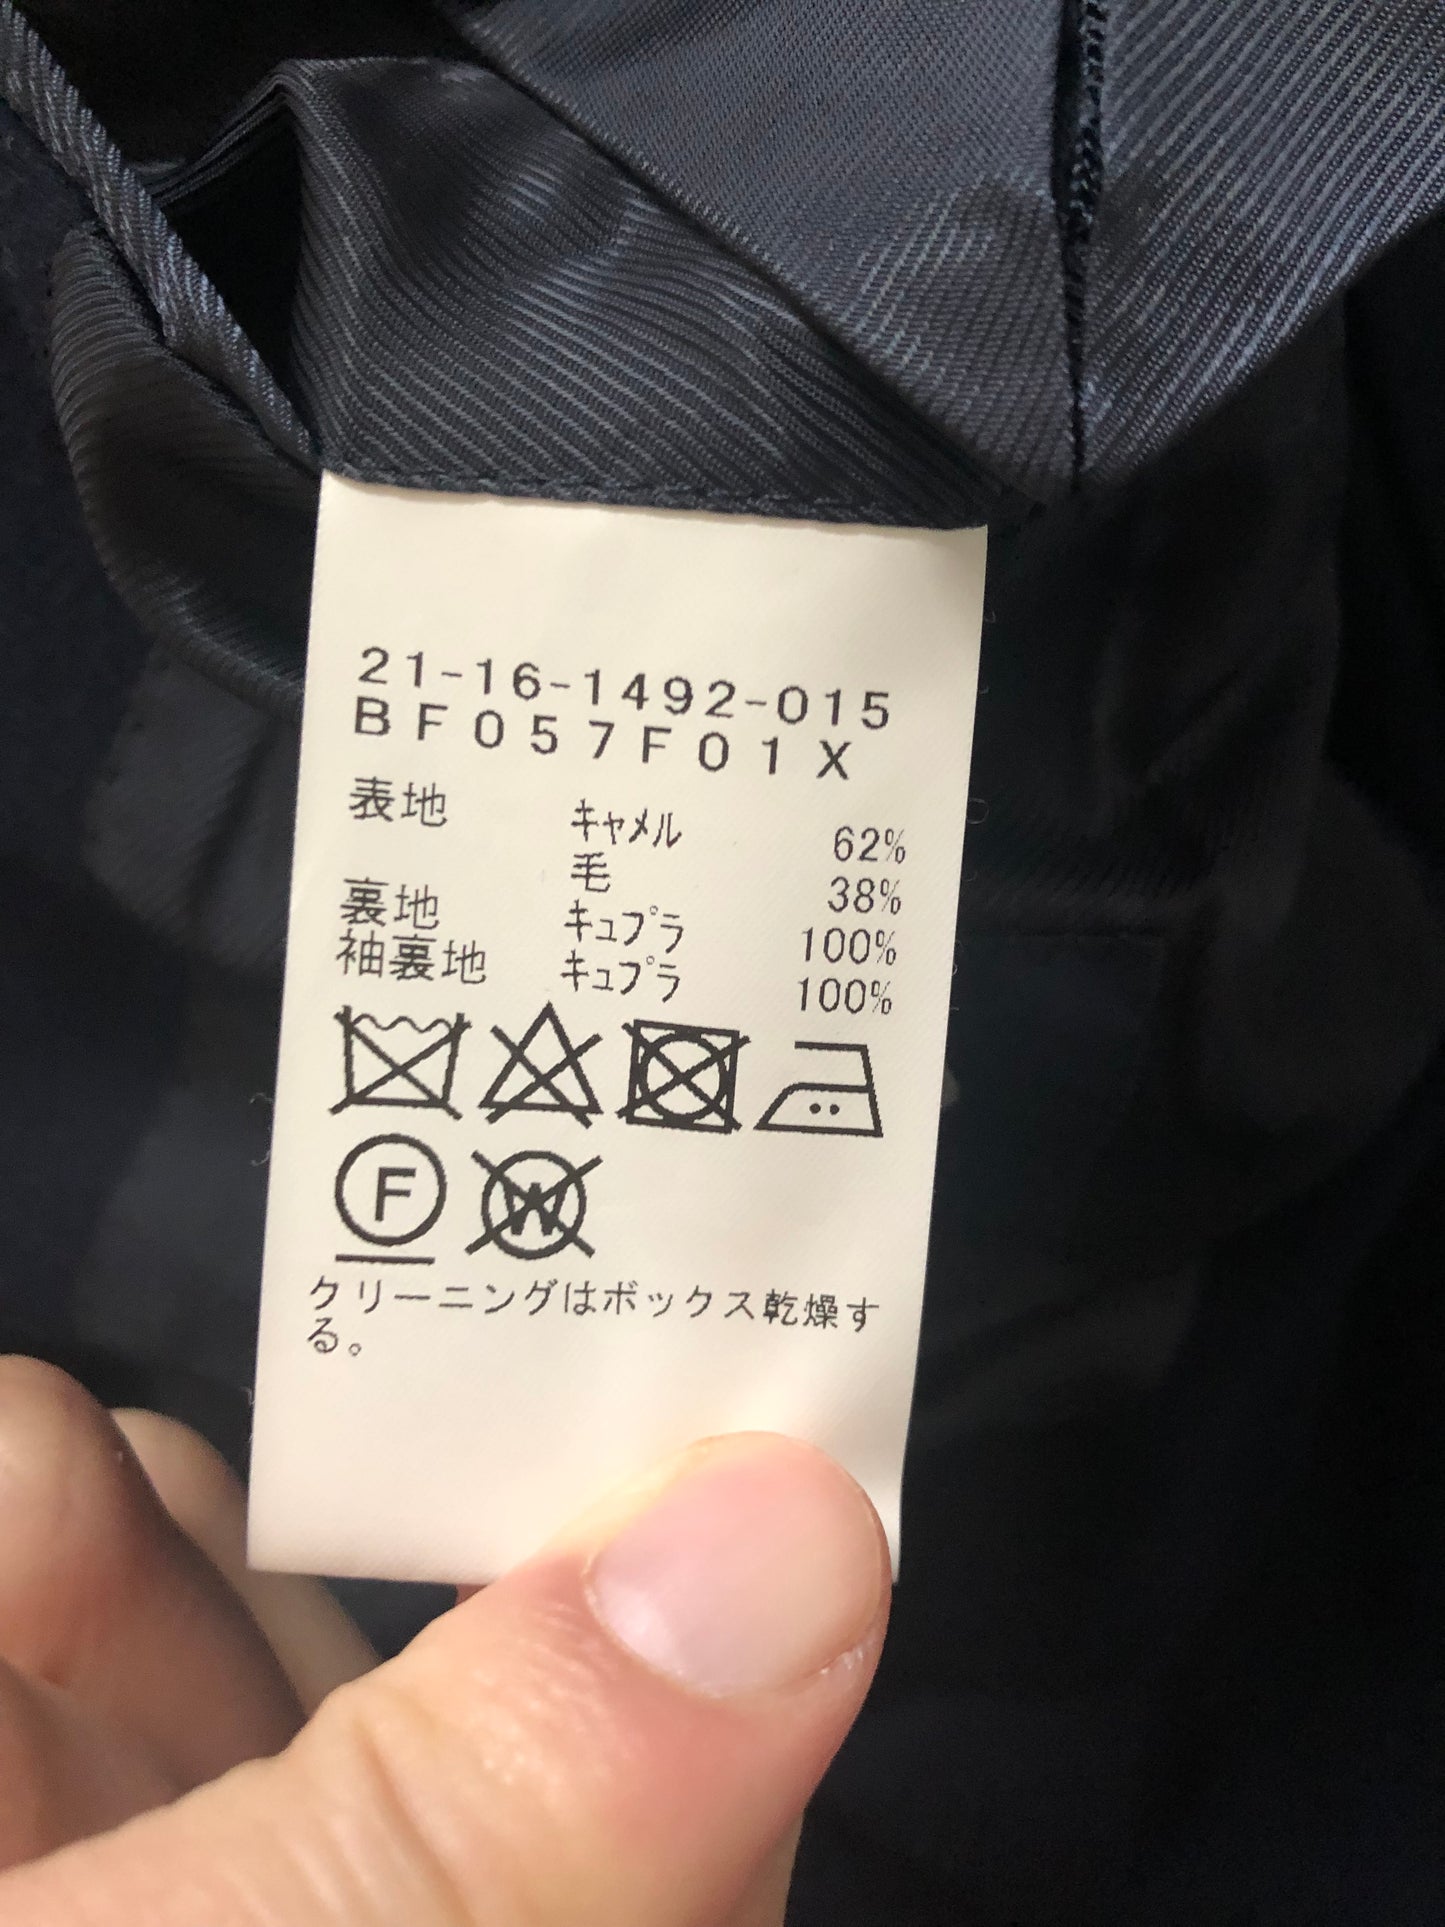 21-16-1492-015
BF057F01X
表地 キャメル 62%
毛 38%
裏地 キュプラ 100%
袖裏地 キュプラ 100%
F W
クリーニングはボックス乾燥す
る。